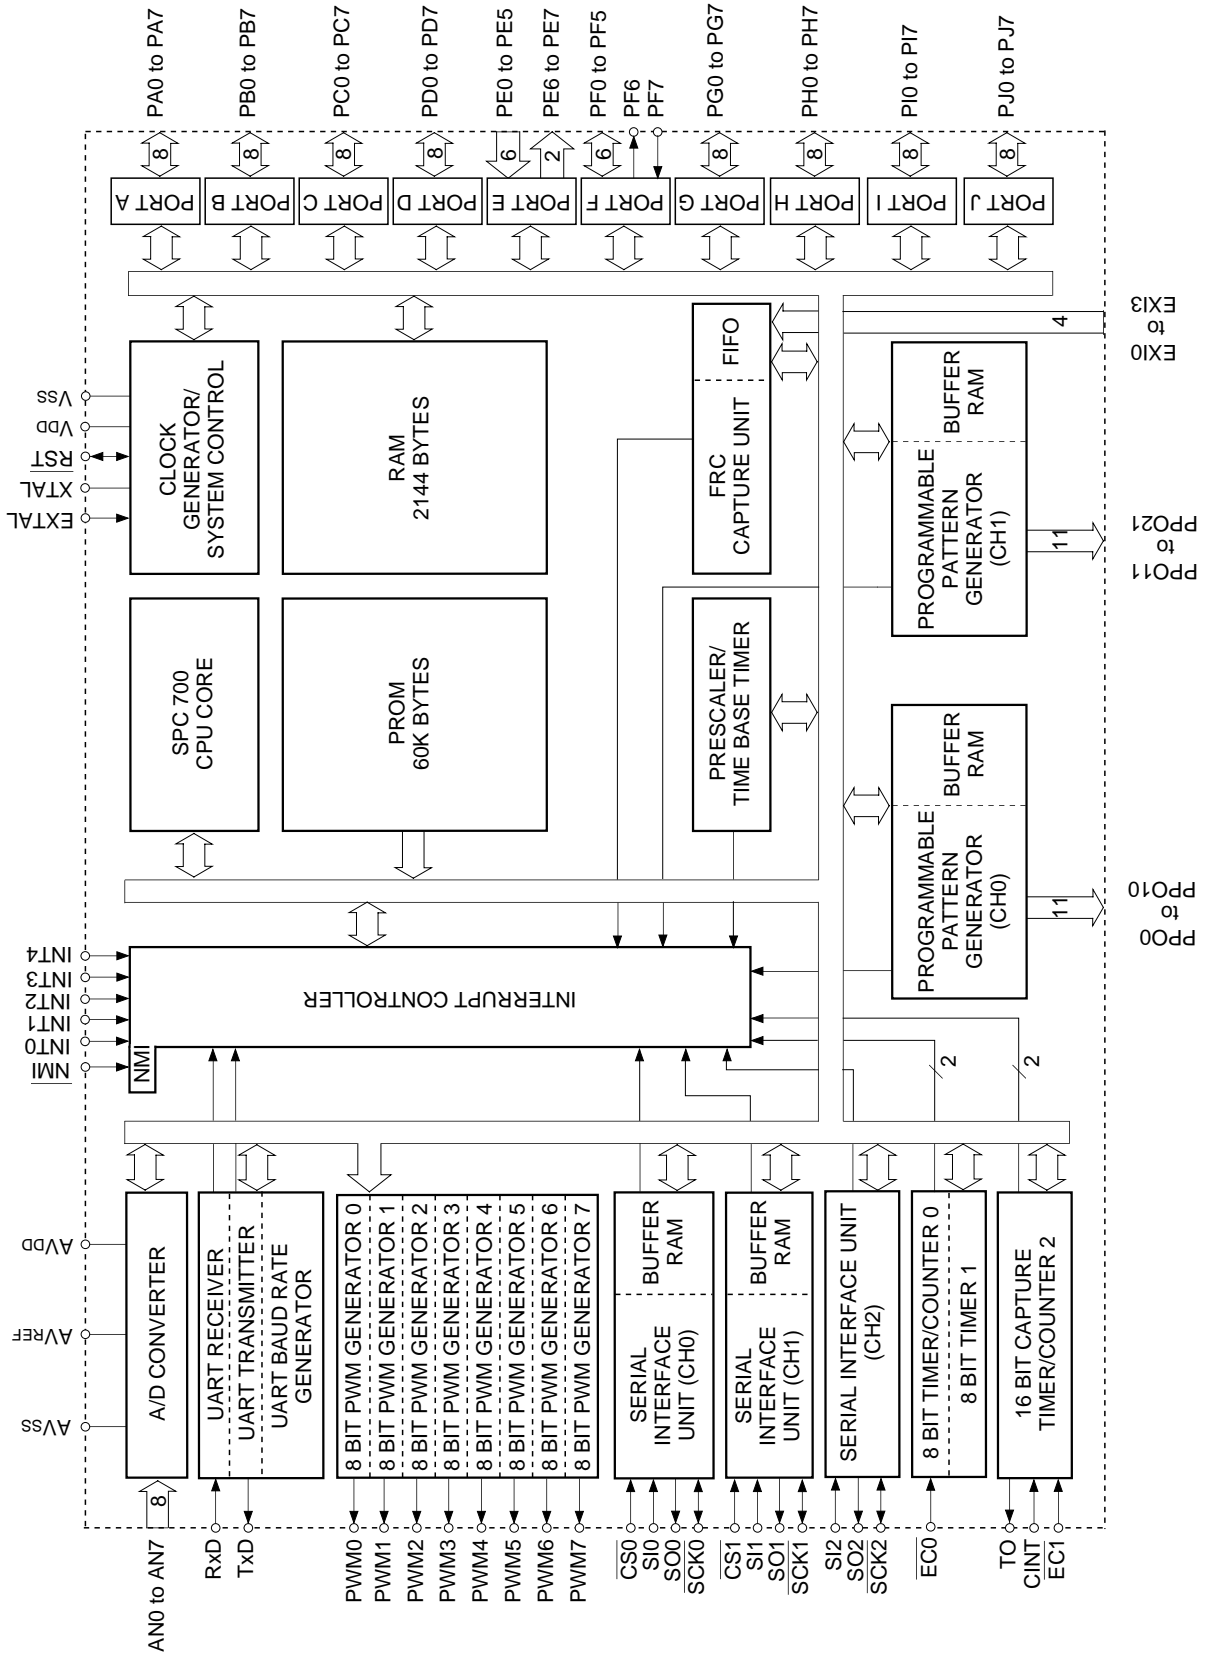 AN0 to AN7
RxD
TxD
PWM0
PWM1
PWM2
PWM3
PWM4
PWM5
PWM6
PWM7
CS0
SI0
SO0
SCK0
CS1
SI1
SO1
SCK1
SI2
SO2
SCK2
EC0
TO
CINT
EC1
8
AVSS
AVREF
AVDD
A/D CONVERTER
UART RECEIVER
UART TRANSMITTER
UART BAUD RATE
GENERATOR
8 BIT PWM GENERATOR 0
8 BIT PWM GENERATOR 1
8 BIT PWM GENERATOR 2
8 BIT PWM GENERATOR 3
8 BIT PWM GENERATOR 4
8 BIT PWM GENERATOR 5
8 BIT PWM GENERATOR 6
8 BIT PWM GENERATOR 7
SERIAL
INTERFACE
UNIT (CH0)
BUFFER
RAM
SERIAL
INTERFACE
UNIT (CH1)
BUFFER
RAM
SERIAL INTERFACE UNIT
(CH2)
8 BIT TIMER/COUNTER 0
8 BIT TIMER 1
16 BIT CAPTURE
TIMER/COUNTER 2
2
2
NMI
INT0
INT1
INT2
INT3
INT4
NMI
INTERRUPT CONTROLLER
SPC 700
CPU CORE
PROM
60K BYTES
PRESCALER/
TIME BASE TIMER
PROGRAMMABLE
PATTERN
GENERATOR
(CH0)
BUFFER
RAM
11
PPO0
to
PPO10
EXTAL
XTAL
RST
VDD
VSS
CLOCK
GENERATOR/
SYSTEM CONTROL
RAM
2144 BYTES
FRC
CAPTURE UNIT
FIFO
PROGRAMMABLE
PATTERN
GENERATOR
(CH1)
BUFFER
RAM
11
PPO11
to
PPO21
4
EXI0
to
EXI3
PORT A
PORT B
PORT C
PORT D
PORT E
PORT F
PORT G
PORT H
PORT I
PORT J
8
8
8
8
6
2
6
8
8
8
8
PA0 to PA7
PB0 to PB7
PC0 to PC7
PD0 to PD7
PE0 to PE5
PE6 to PE7
PF0 to PF5
PF6
PF7
PG0 to PG7
PH0 to PH7
PI0 to PI7
PJ0 to PJ7